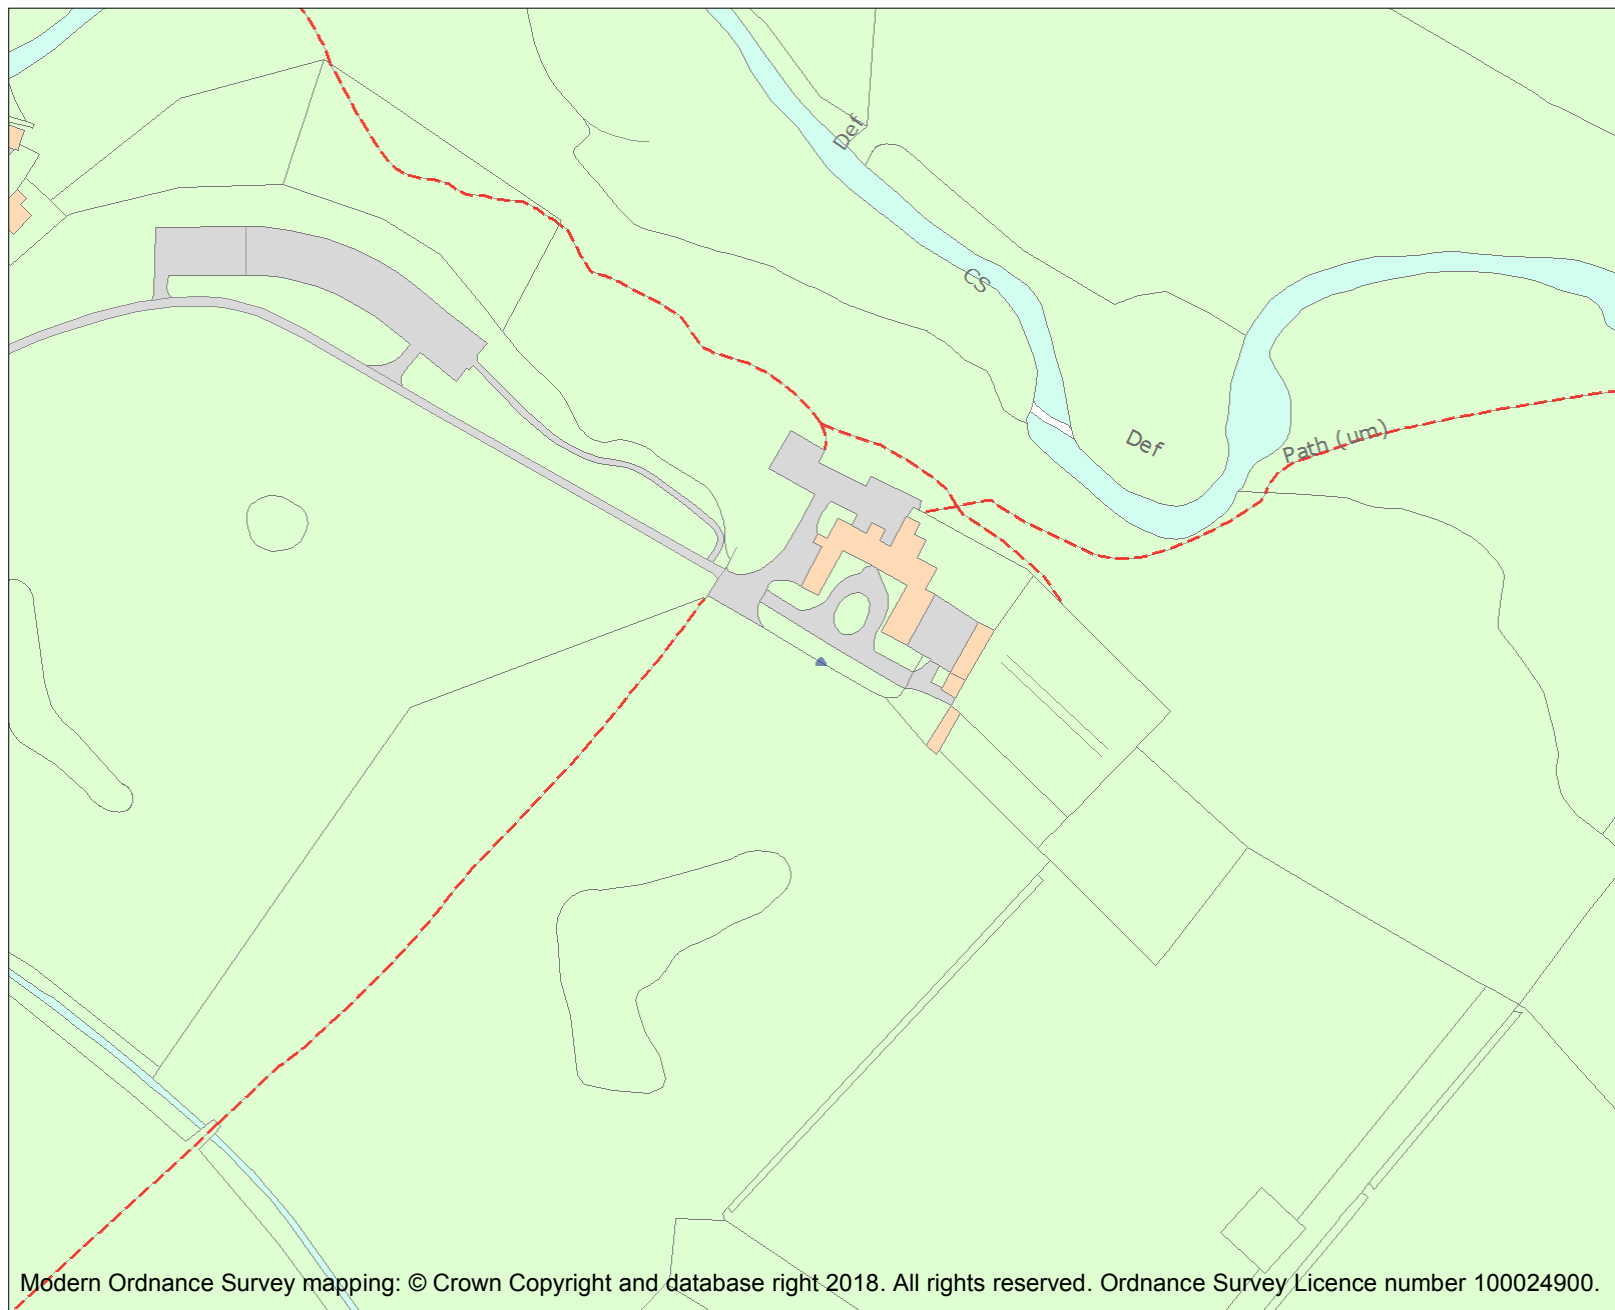 Def
CS
Def
Path (um)
Modern Ordnance Survey mapping: © Crown Copyright and database right 2018. All rights reserved. Ordnance Survey Licence number 100024900.